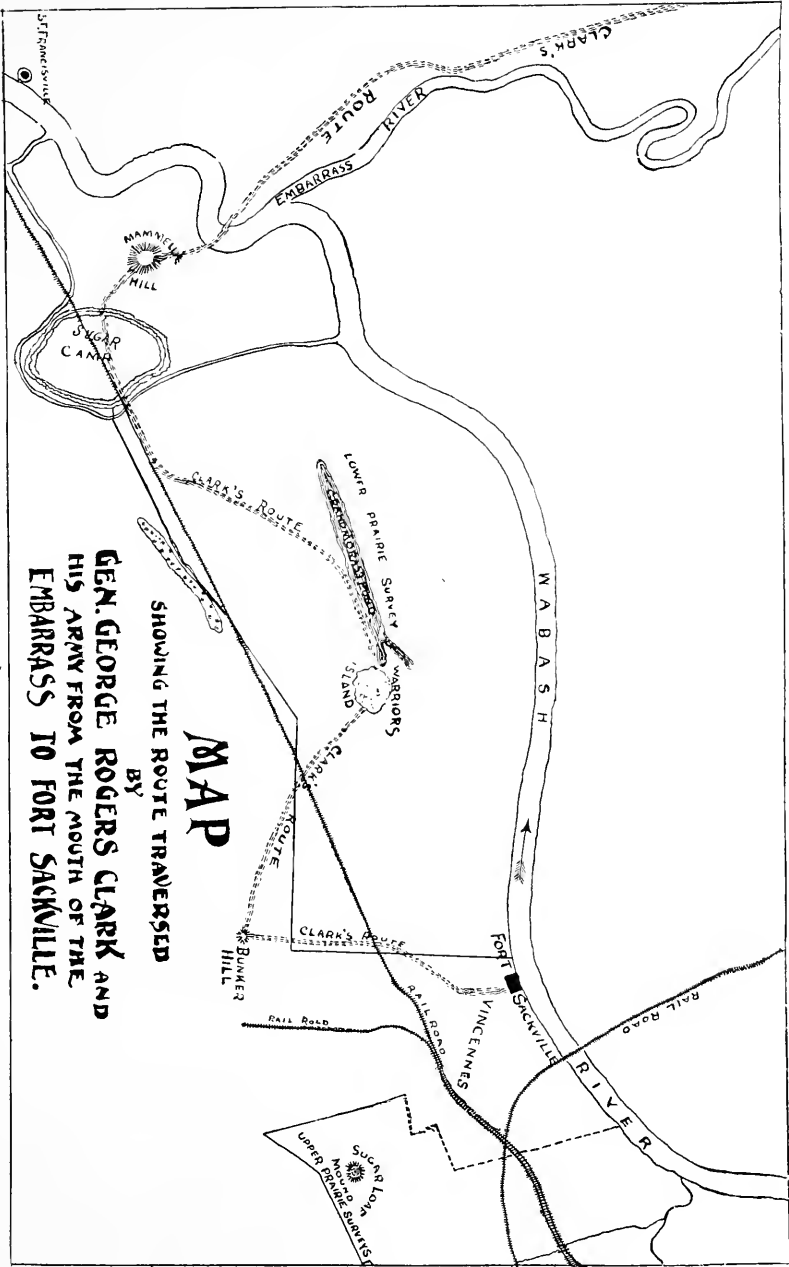 MAP
SHOWING THE ROUTE TRAVERSED
BY
GEN. GEORGE ROGERS CLARK AND
HIS ARMY FROM THE MOUTH OF THE
EMBARRASS TO FORT SACKVILLE.
ST. FRANCISVILLE
CLARK'S
ROUTE
EMBARRASS
RIVER
MAMMELLE
HILL
SUGAR
CAMP
CLARK'S ROUTE
LOWER PRAIRIE SURVEY
WARRIORS
ISLAND
CLARK'S
ROUTE
BUNKER
HILL
CLARK'S ROUTE
WABASH
RIVER
FORT
SACKVILLE
VINCENNES
RAIL ROAD
RAIL ROAD
RAIL ROAD
SUGAR LOAF
MOUND
UPPER PRAIRIE SURVEYS